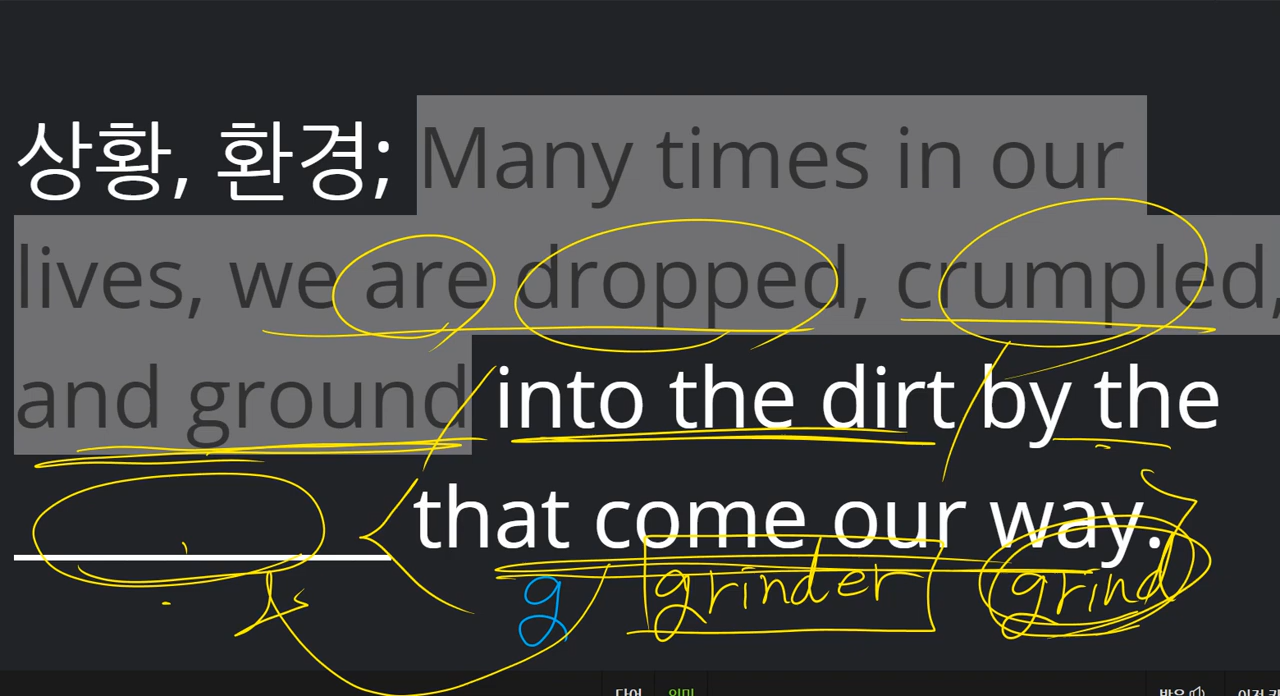 상황, 환경; Many times in our
lives, we are dropped, crumpled,
and ground into the dirt by the
that come our way.
g grinder grind